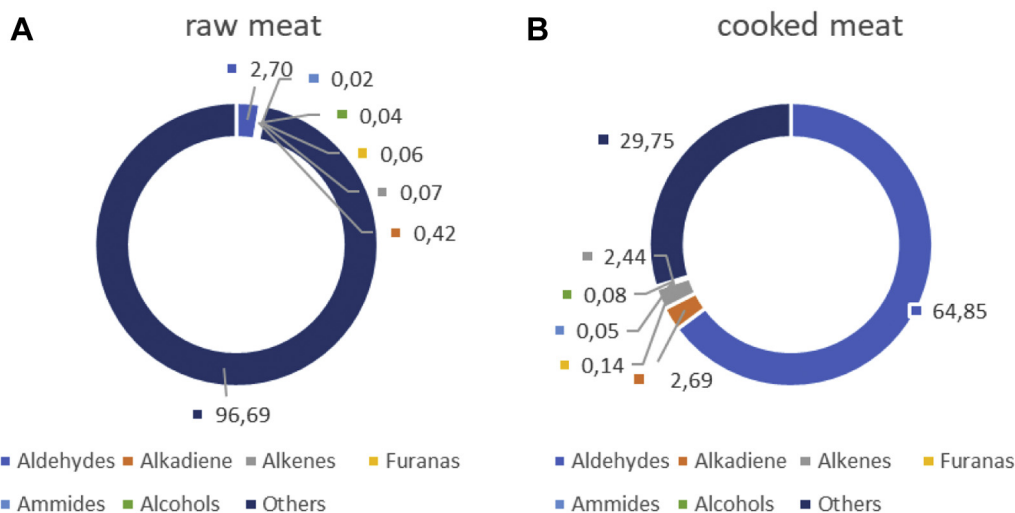 A raw meat
2,70
0,02
0,04
0,06
0,07
0,42
96,69
Aldehydes Alkadiene Alkenes Furanas
Ammides Alcohols Others
B cooked meat
29,75
2,44
0,08
0,05
0,14
2,69
64,85
Aldehydes Alkadiene Alkenes Furanas
Ammides Alcohols Others